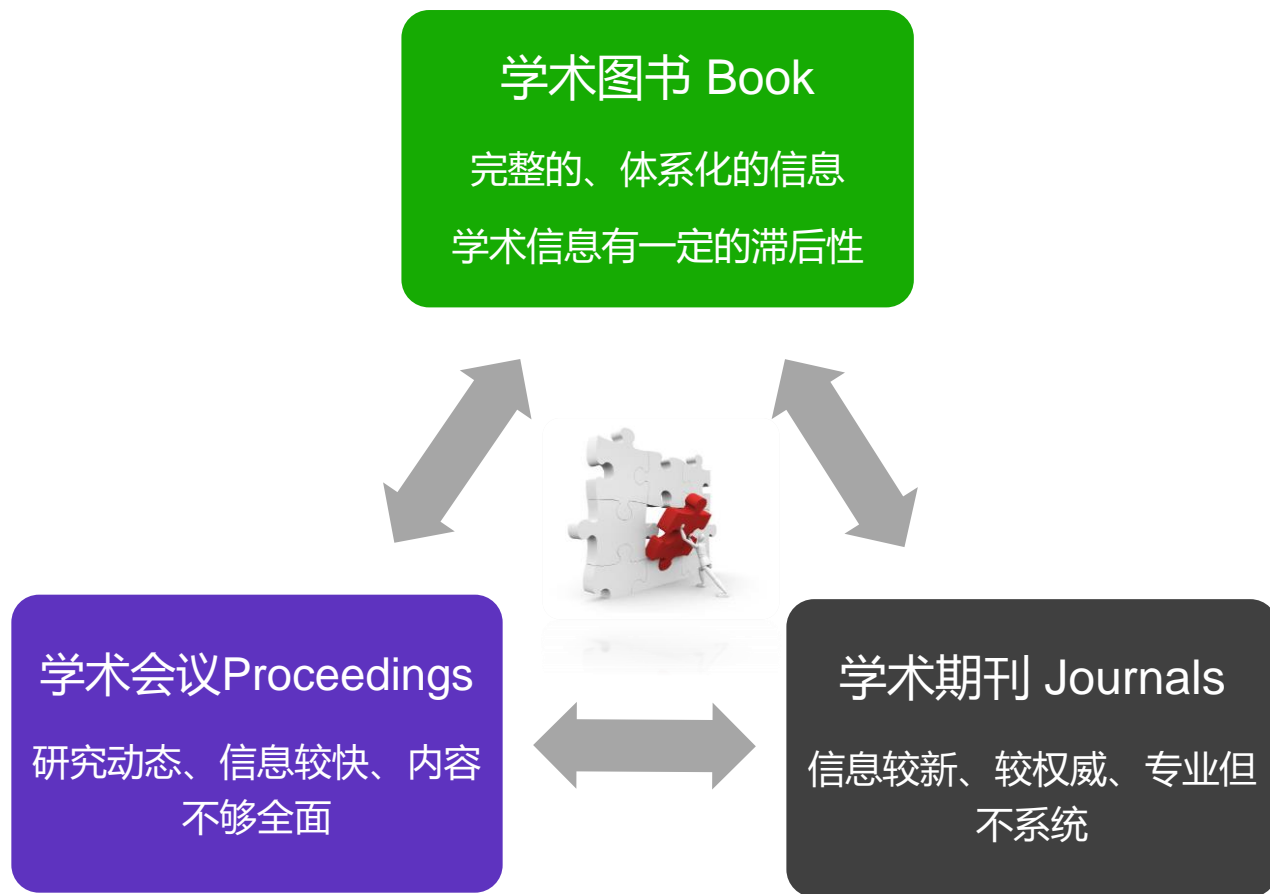 学术图书 Book
完整的、体系化的信息
学术信息有一定的滞后性
学术会议Proceedings
研究动态、信息较快、内容
不够全面
学术期刊 Journals
信息较新、较权威、专业但
不系统